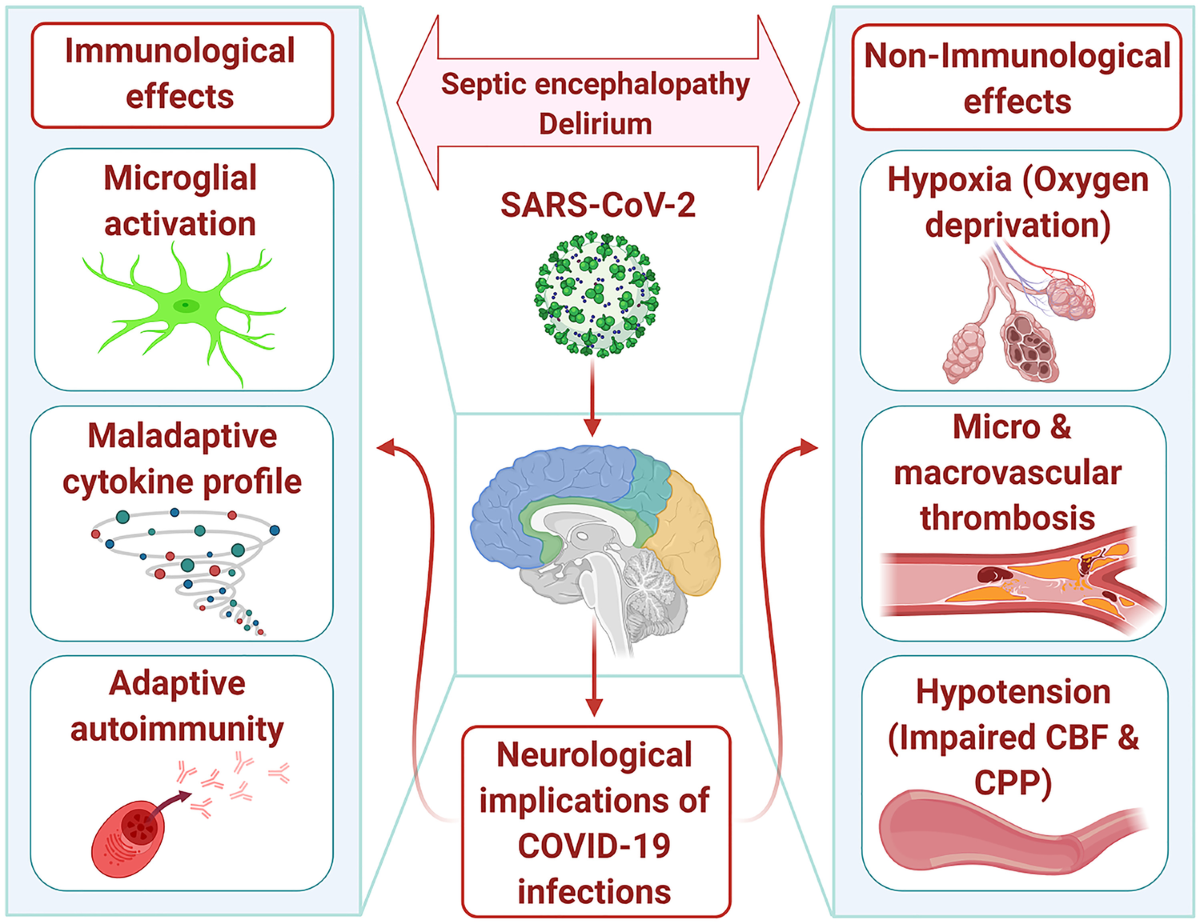 Immunological
effects
Microglial
activation
Maladaptive
cytokine profile
Adaptive
autoimmunity
Septic encephalopathy
Delirium
SARS-CoV-2
Neurological
implications of
COVID-19
infections
Non-Immunological
effects
Hypoxia (Oxygen
deprivation)
Micro &
macrovascular
thrombosis
Hypotension
(Impaired CBF &
CPP)